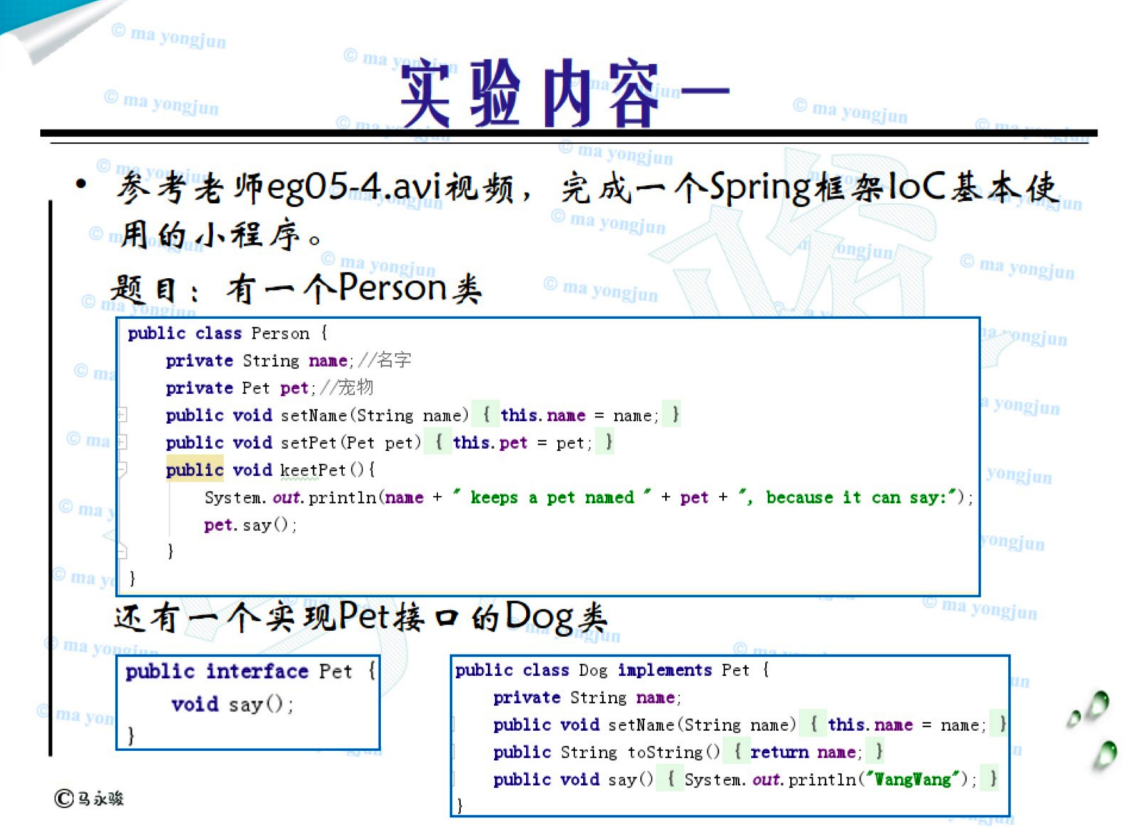 实验内容一
• 参考老师eg05-4.avi视频，完成一个Spring框架IoC基本使
用的小程序。
题目：有一个Person类
public class Person {
private String name;//名字
private Pet pet;//宠物
public void setName(String name) { this.name = name; }
public void setPet(Pet pet) { this.pet = pet; }
public void keetPet(){
System.out.println(name + " keeps a pet named " + pet + ", because it can say:");
pet.say();
}
}
还有一个实现Pet接口的Dog类
public interface Pet {
void say();
}
public class Dog implements Pet {
private String name;
public void setName(String name) { this.name = name; }
public String toString() { return name; }
public void say() { System.out.println("WangWang"); }
}
©马永骏
© ma yongjun